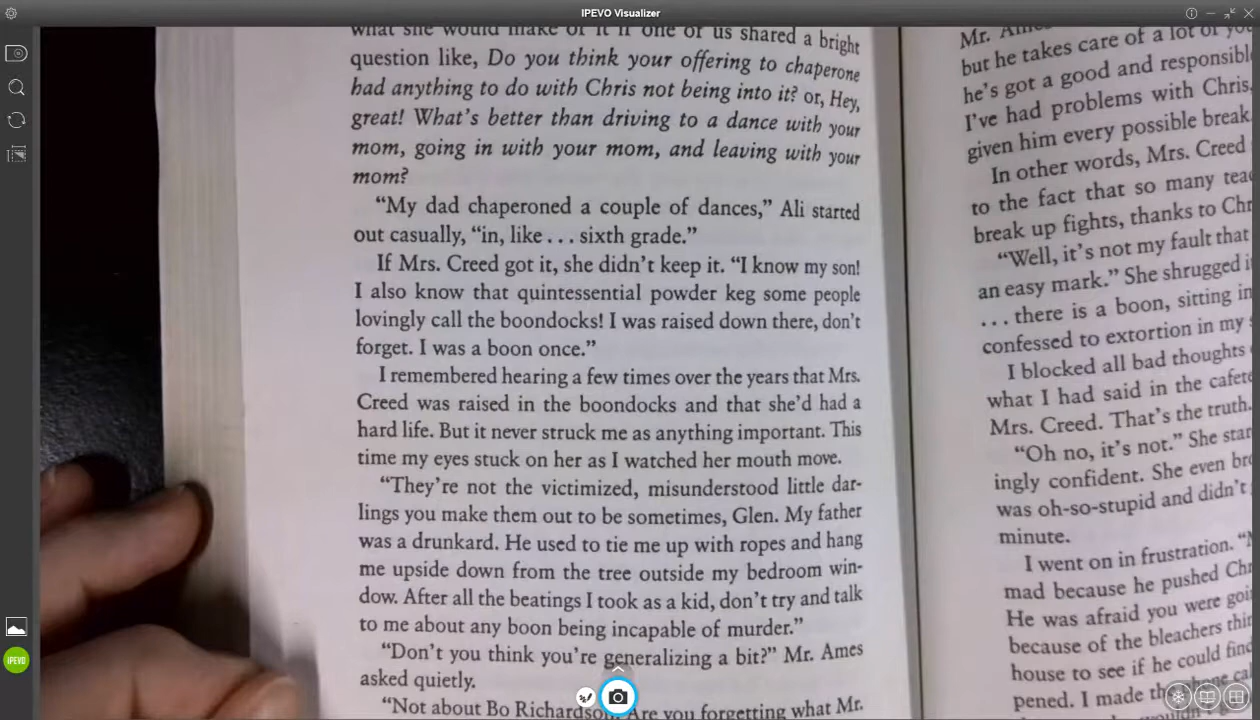 IPEVO Visualizer
what she would make of it if one of us shared a bright
question like, Do you think your offering to chaperone
had anything to do with Chris not being into it? or, Hey,
great! What's better than driving to a dance with your
mom, going in with your mom, and leaving with your
mom?
“My dad chaperoned a couple of dances,” Ali started
out casually, “in, like . . . sixth grade.”
If Mrs. Creed got it, she didn't keep it. “I know my son!
I also know that quintessential powder keg some people
lovingly call the boondocks! I was raised down there, don't
forget. I was a boon once.”
I remembered hearing a few times over the years that Mrs.
Creed was raised in the boondocks and that she'd had a
hard life. But it never struck me as anything important. This
time my eyes stuck on her as I watched her mouth move.
“They're not the victimized, misunderstood little dar-
lings you make them out to be sometimes, Glen. My father
was a drunkard. He used to tie me up with ropes and hang
me upside down from the tree outside my bedroom win-
dow. After all the beatings I took as a kid, don't try and talk
to me about any boon being incapable of murder.”
“Don't you think you're generalizing a bit?” Mr. Ames
asked quietly.
“Not about Bo Richardson. Are you forgetting what Mr.
Mr. Ames
but he takes care of a lot of
he's got a good and responsible
I've had problems with Chris,
given him every possible break
In other words, Mrs. Creed
to the fact that so many
break up fights, thanks to
“Well, it's not my fault that
an easy mark.” She shrugged
. . . there is a boon, sitting in
confessed to extortion in my
I blocked all bad thoughts
what I had said in the
Mrs. Creed. That's the truth.
“Oh no, it's not.” She
ingly confident. She even
was oh-so-stupid and didn't
minute.
I went on in frustration.
mad because he pushed
He was afraid you were
because of the bleachers
house to see if he could find
pened. I made the phone
iPEVO